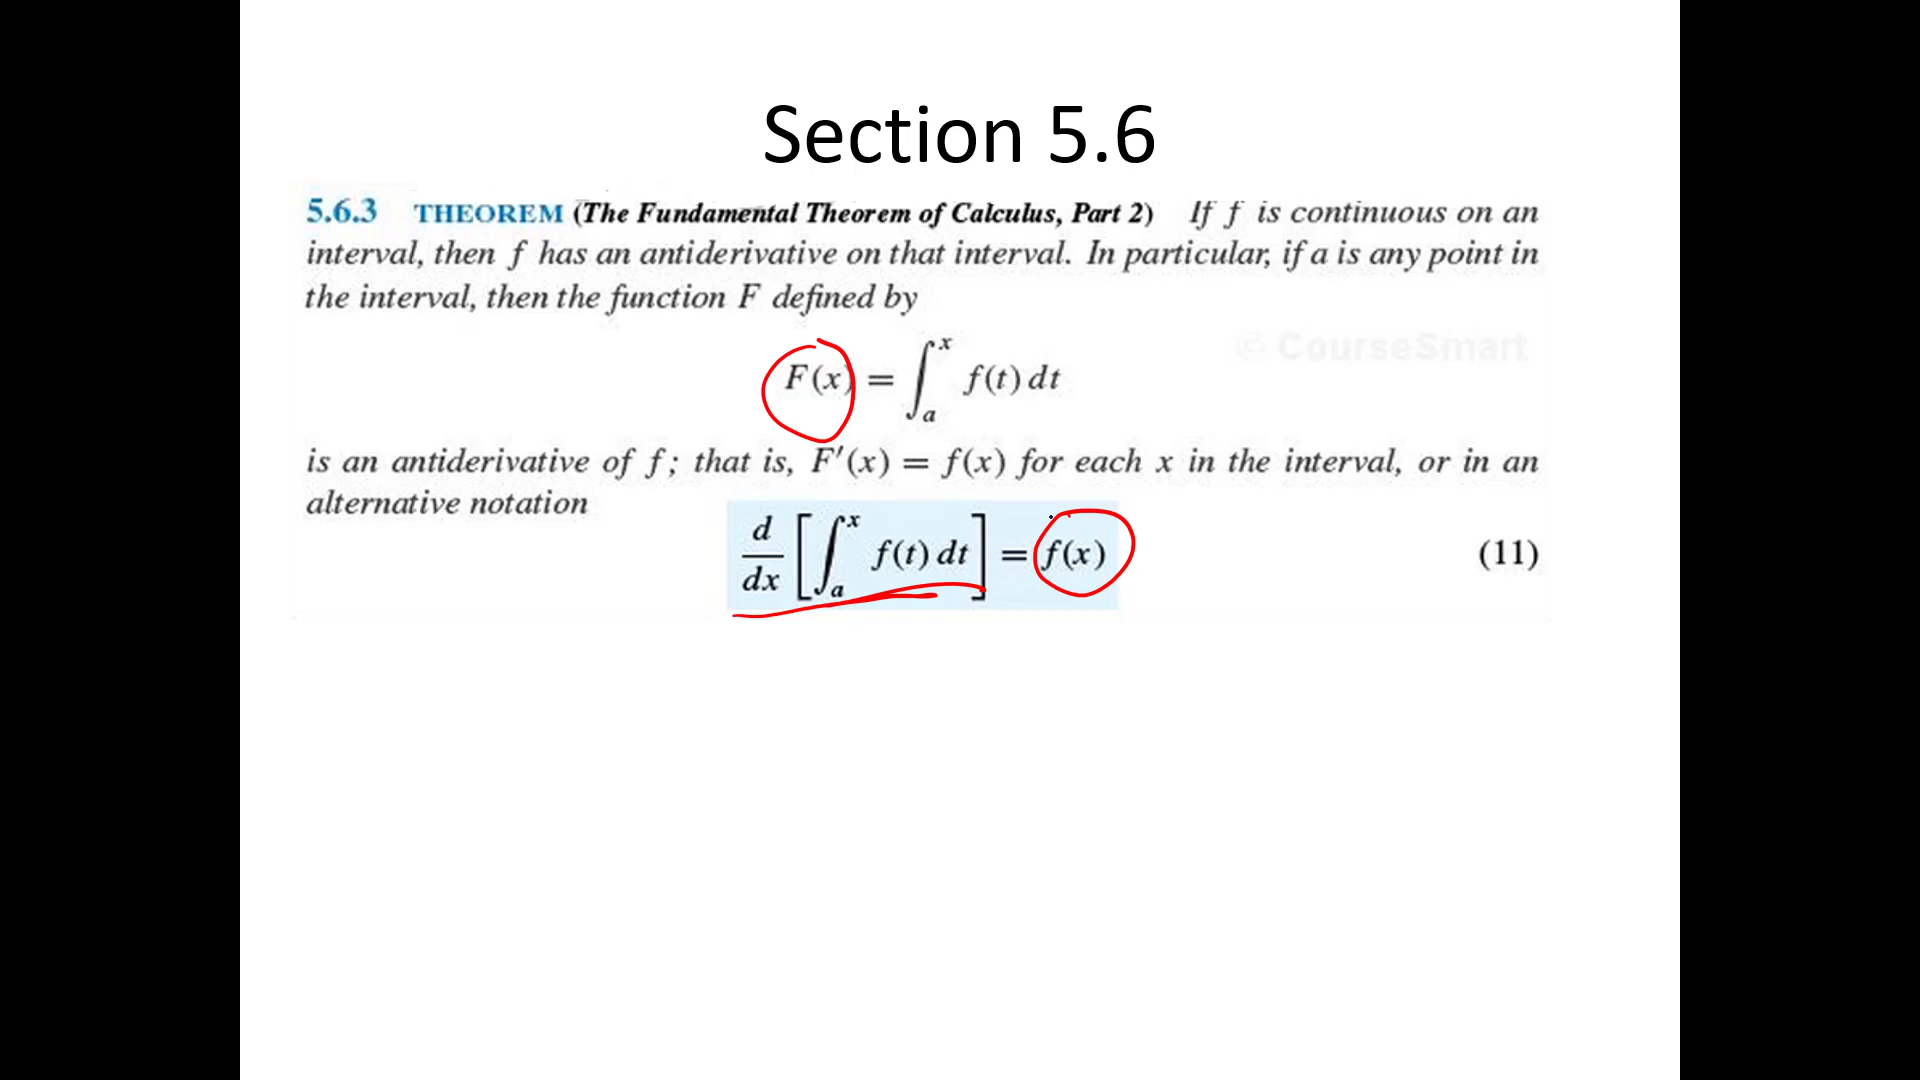 Section 5.6
5.6.3 THEOREM (The Fundamental Theorem of Calculus, Part 2) If f is continuous on an
interval, then f has an antiderivative on that interval. In particular, if a is any point in
the interval, then the function F defined by
© CourseSmart
F(x) = ∫_a^x f(t) dt
is an antiderivative of f; that is, F′(x) = f(x) for each x in the interval, or in an
alternative notation
d/dx [∫_a^x f(t) dt] = f(x) (11)